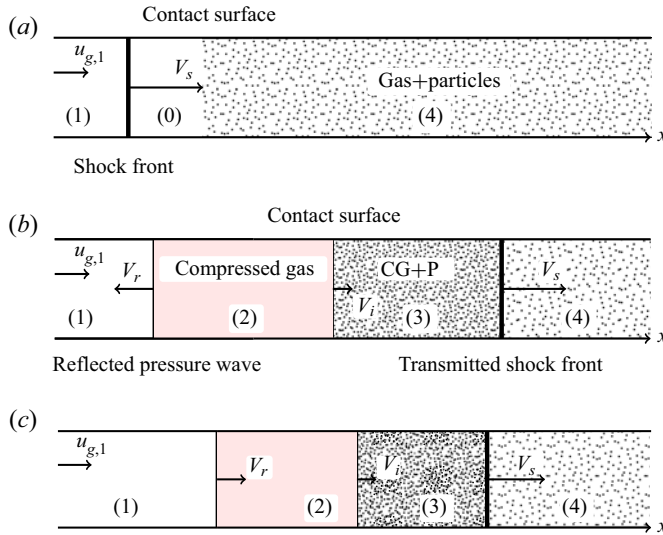 (a)
Contact surface
u_{g,1}
V_s
Gas+particles
(1)
(0)
(4)
x
Shock front
(b)
Contact surface
u_{g,1}
V_r
Compressed gas
CG+P
V_s
V_i
(1)
(2)
(3)
(4)
x
Reflected pressure wave
Transmitted shock front
(c)
u_{g,1}
V_r
V_i
V_s
(1)
(2)
(3)
(4)
x